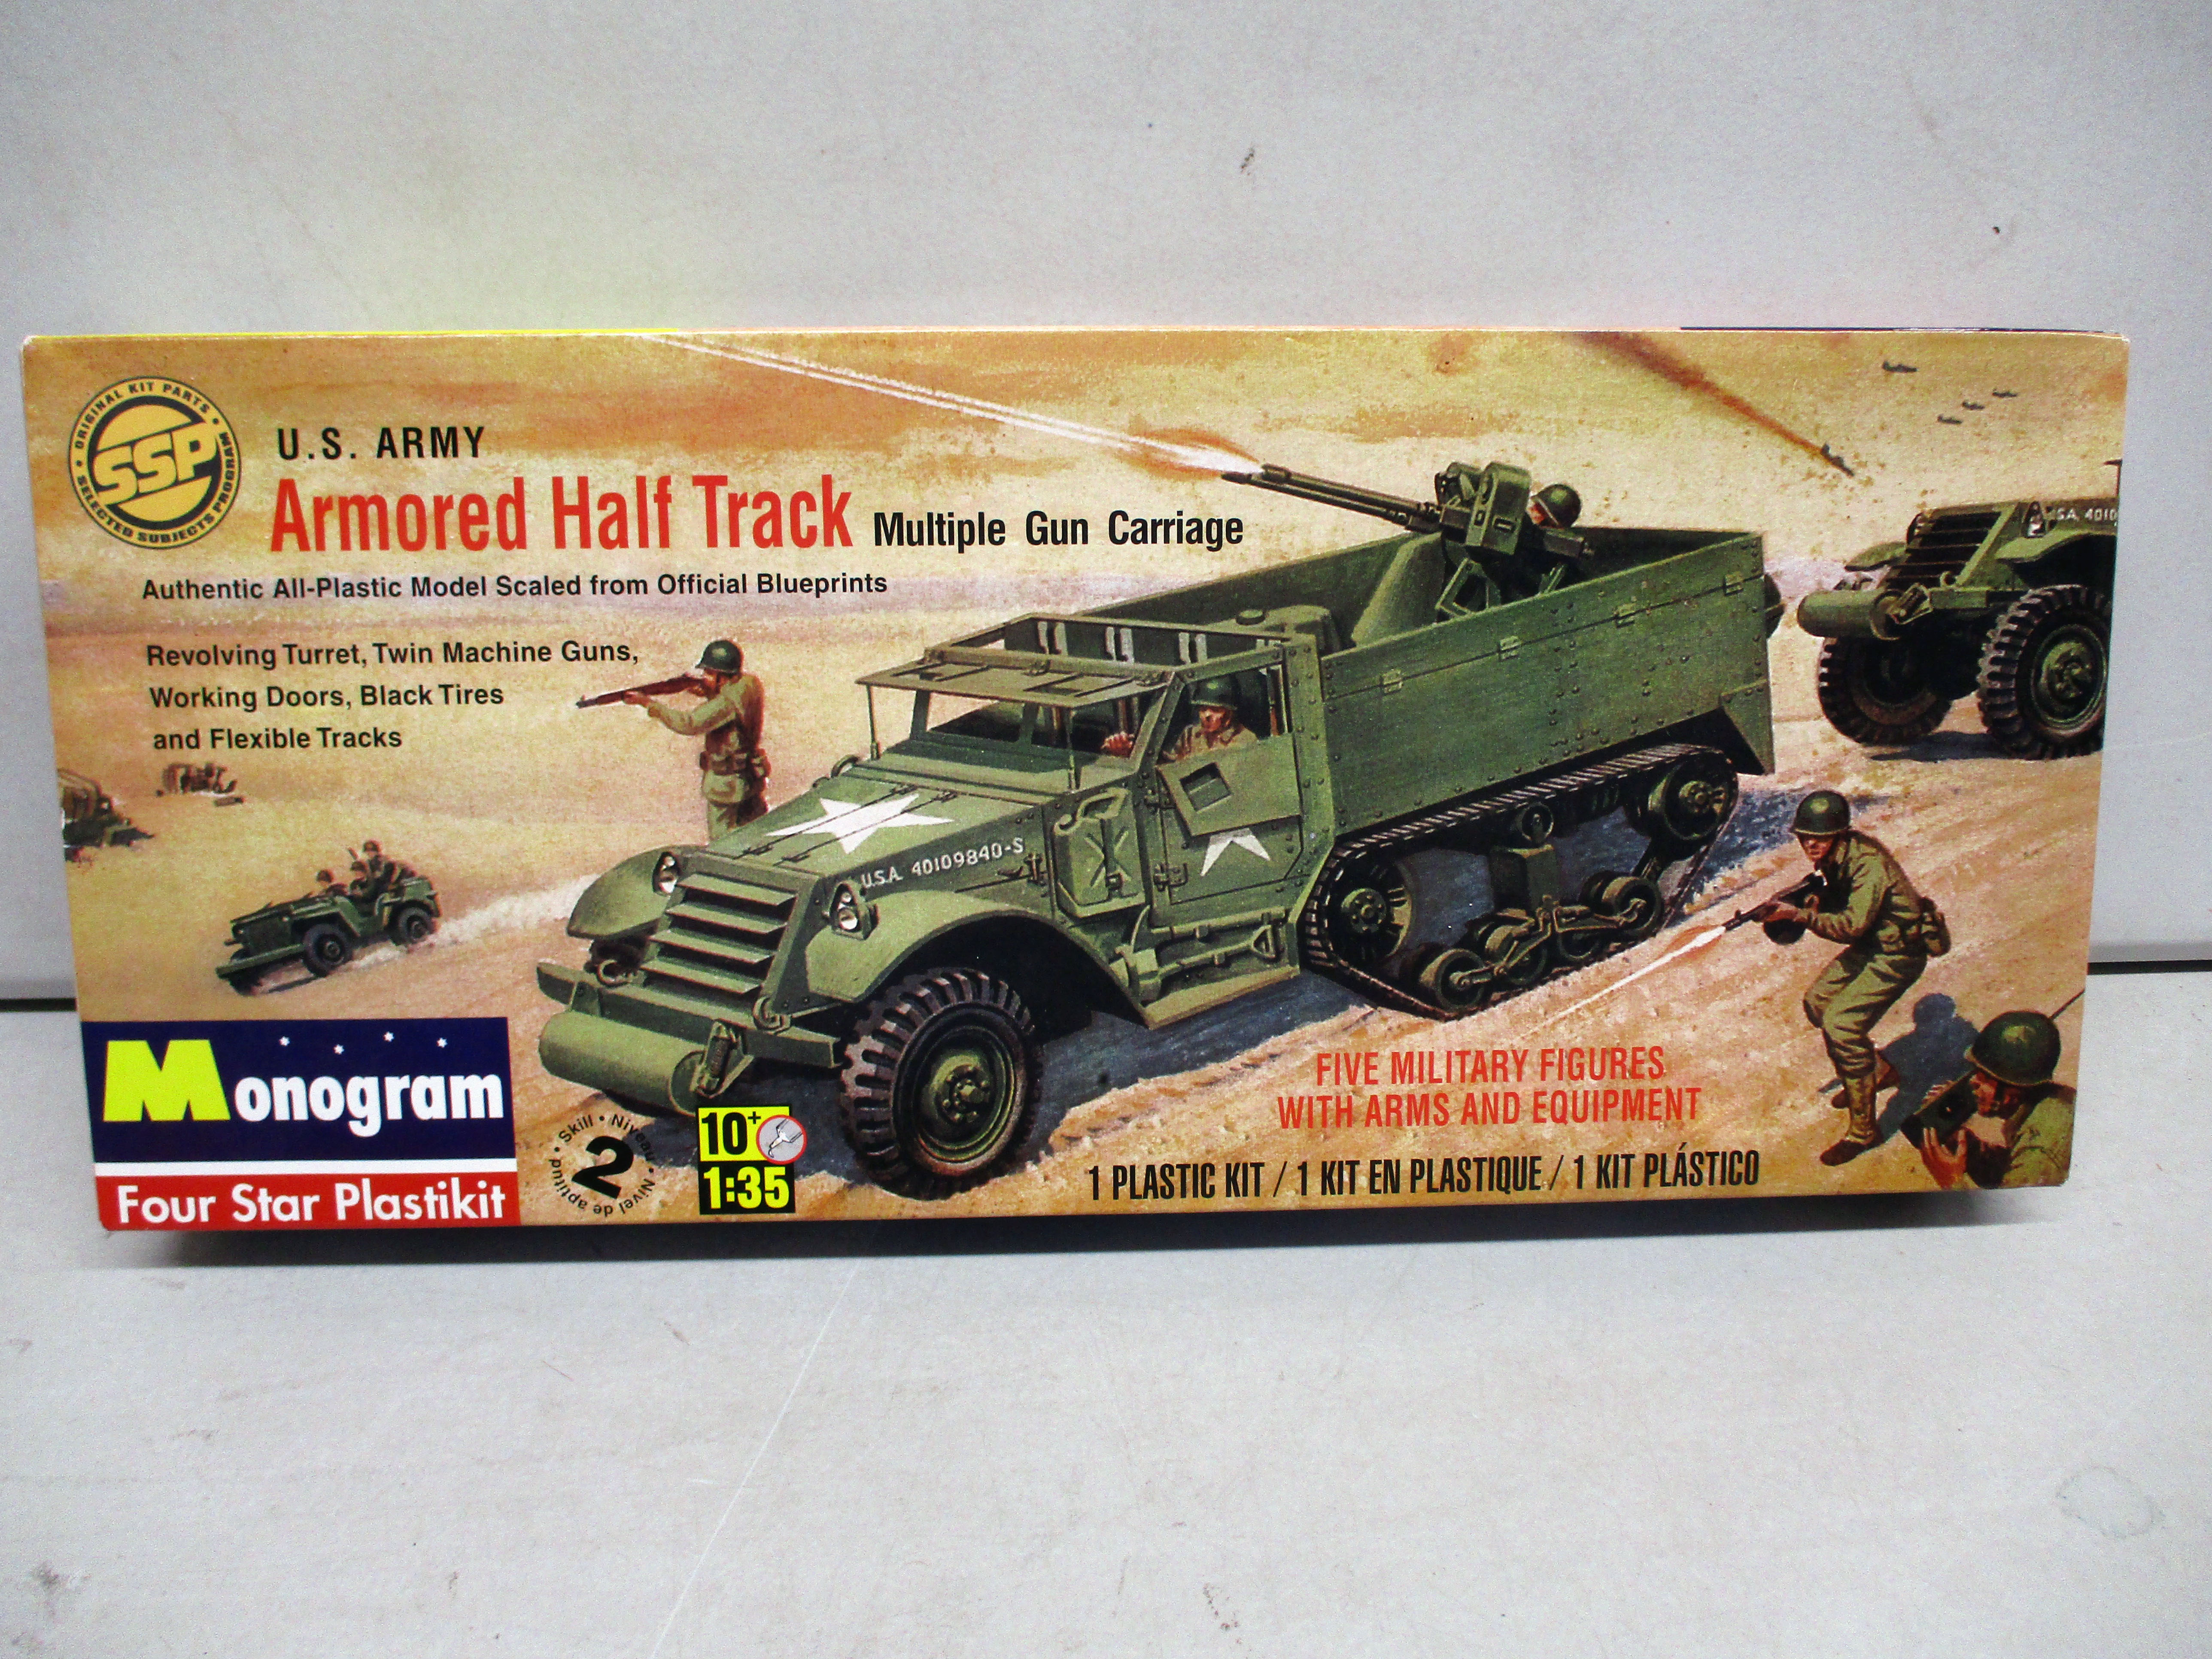 ORIGINAL KIT PARTS
SSP
SELECTED SUBJECTS PROGRAM
U.S. ARMY
Armored Half Track Multiple Gun Carriage
Authentic All-Plastic Model Scaled from Official Blueprints
Revolving Turret, Twin Machine Guns,
Working Doors, Black Tires
and Flexible Tracks
U.S.A. 40109840-S
S.A. 4010
Monogram
Four Star Plastikit
Skill • Niveau • Nivel de aptitud •
2
10+
1:35
FIVE MILITARY FIGURES
WITH ARMS AND EQUIPMENT
1 PLASTIC KIT / 1 KIT EN PLASTIQUE / 1 KIT PLÁSTICO